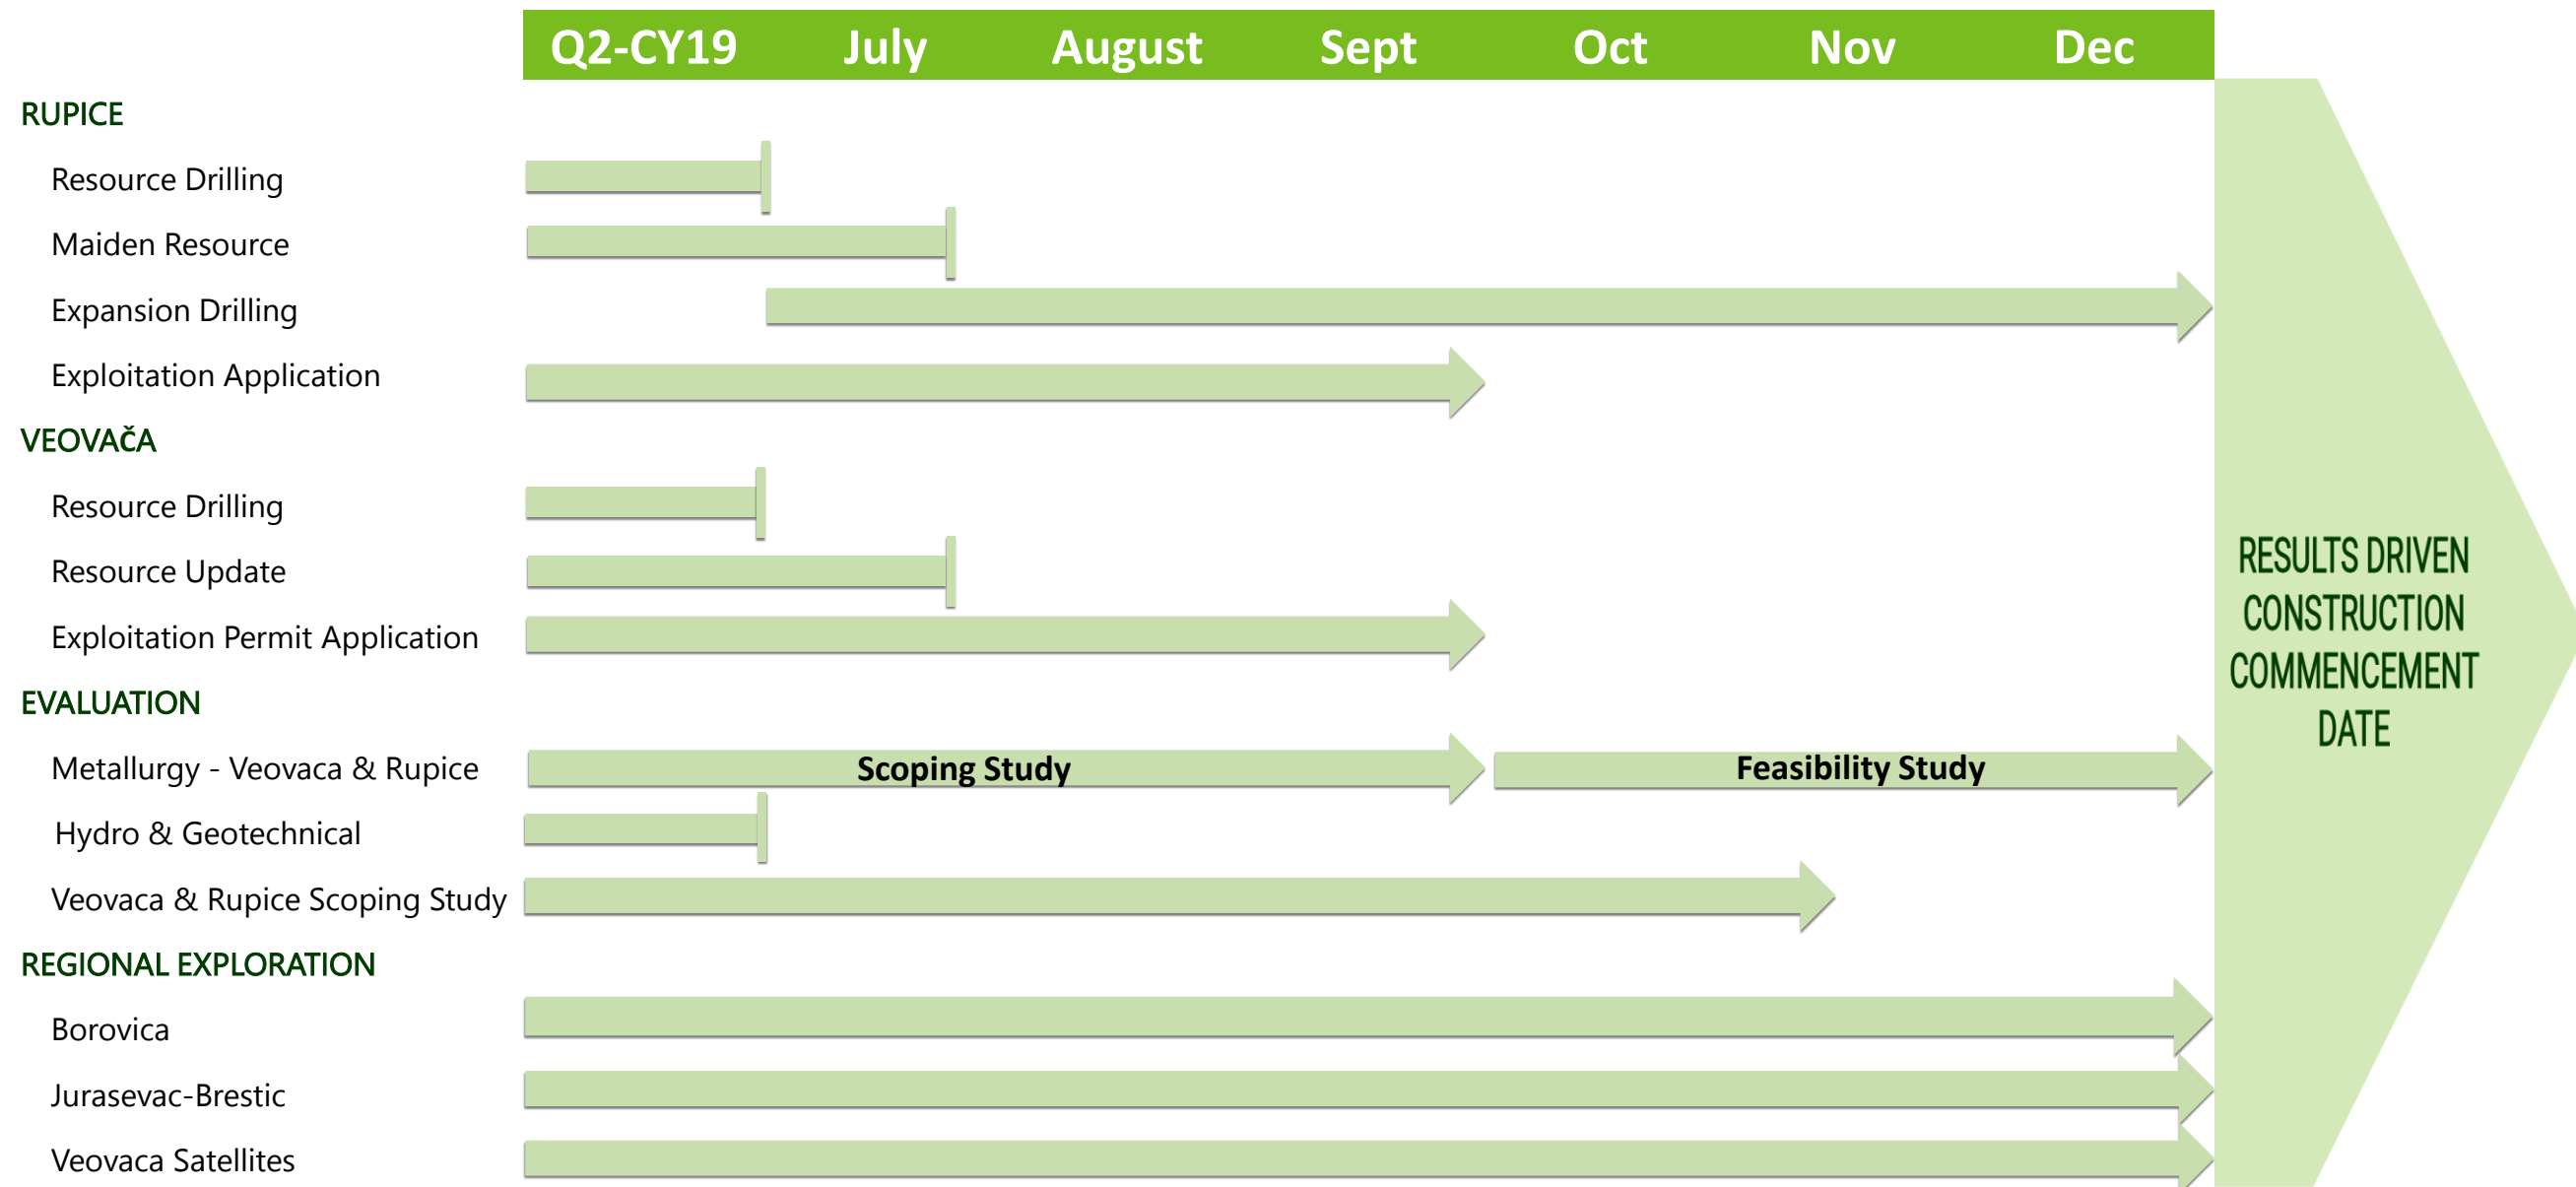 Q2-CY19 July August Sept Oct Nov Dec
RUPICE
Resource Drilling
Maiden Resource
Expansion Drilling
Exploitation Application
VEOVAČA
Resource Drilling
Resource Update
Exploitation Permit Application
EVALUATION
Metallurgy - Veovaca & Rupice Scoping Study Feasibility Study
Hydro & Geotechnical
Veovaca & Rupice Scoping Study
REGIONAL EXPLORATION
Borovica
Jurasevac-Brestic
Veovaca Satellites
RESULTS DRIVEN
CONSTRUCTION
COMMENCEMENT
DATE